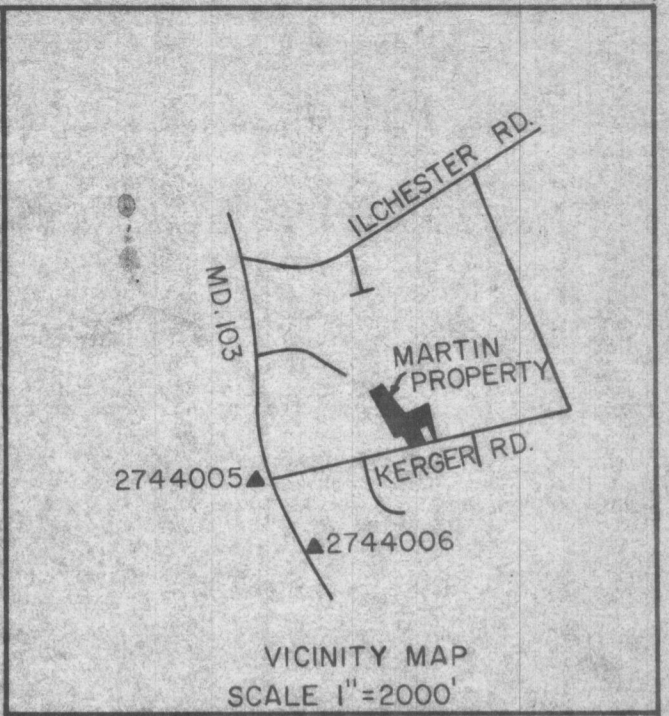 ILCHESTER RD.
MD. 103
MARTIN
PROPERTY
KERGER RD.
2744005
2744006
VICINITY MAP
SCALE 1"=2000'